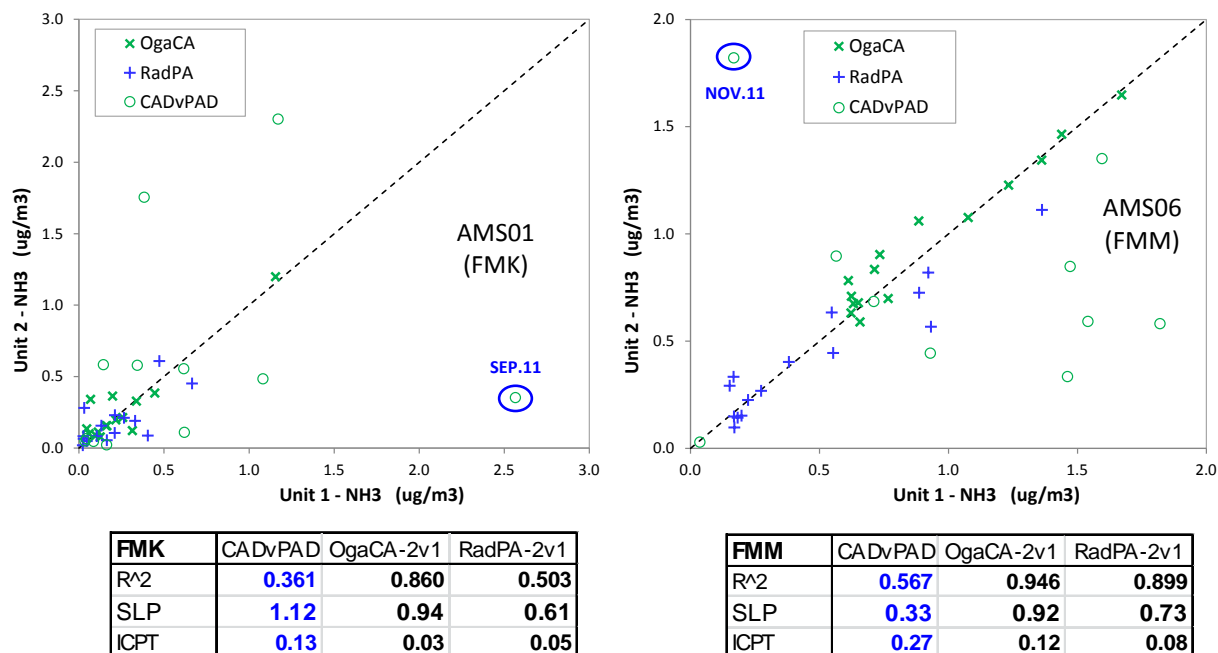 3.0
2.5
2.0
1.5
1.0
0.5
0.0
Unit 2 - NH3 (ug/m3)
OgaCA
RadPA
CADvPAD
AMS01
(FMK)
SEP.11
0.0 0.5 1.0 1.5 2.0 2.5 3.0
Unit 1 - NH3 (ug/m3)
2.0
1.5
1.0
0.5
0.0
Unit 2 - NH3 (ug/m3)
OgaCA
RadPA
CADvPAD
NOV.11
AMS06
(FMM)
0.0 0.5 1.0 1.5 2.0
Unit 1 - NH3 (ug/m3)
FMK CADvPAD OgaCA-2v1 RadPA-2v1
R^2 0.361 0.860 0.503
SLP 1.12 0.94 0.61
ICPT 0.13 0.03 0.05
FMM CADvPAD OgaCA-2v1 RadPA-2v1
R^2 0.567 0.946 0.899
SLP 0.33 0.92 0.73
ICPT 0.27 0.12 0.08